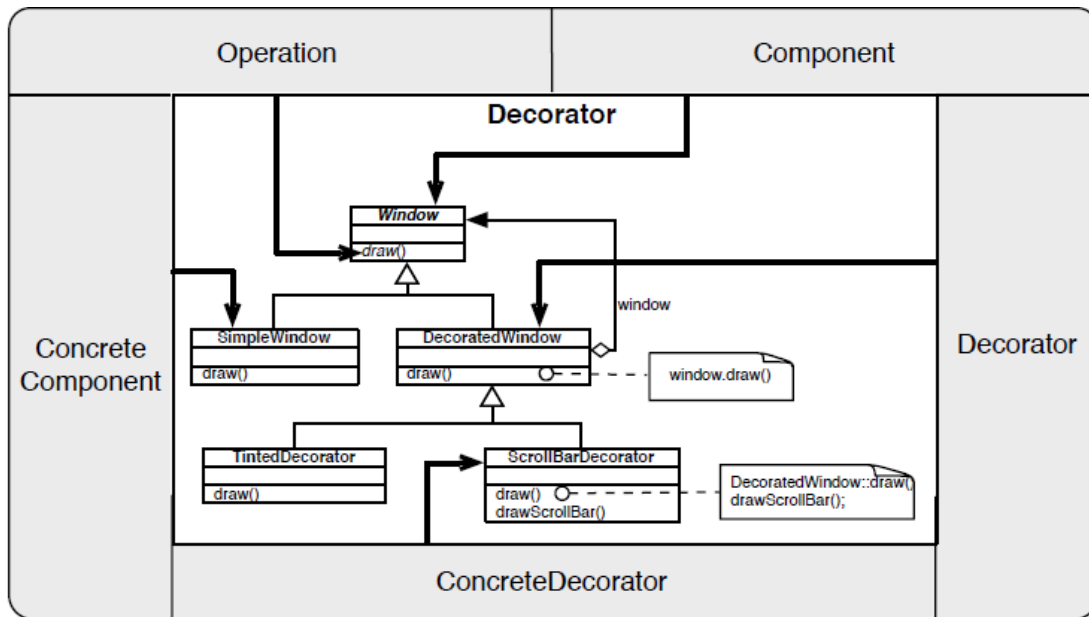 Operation
Component
Decorator
Window
draw()
window
SimpleWindow
DecoratedWindow
draw()
draw()
window.draw()
Concrete
Component
Decorator
TintedDecorator
ScrollBarDecorator
draw()
draw()
drawScrollBar()
DecoratedWindow::draw()
drawScrollBar();
ConcreteDecorator